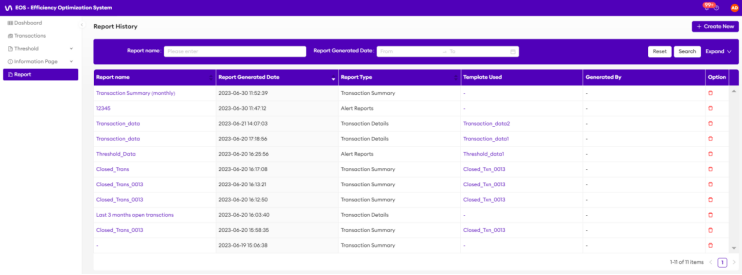 EOS - Efficiency Optimization System
99+
AB
Dashboard
Transactions
Threshold
Information Page
Report
Report History
+ Create New
Report name: Please enter
Report Generated Date: From → To
Reset Search Expand
Report name Report Generated Date Report Type Template Used Generated By Option
Transaction Summary (monthly) 2023-06-30 11:52:39 Transaction Summary - -
12345 2023-06-30 11:47:12 Alert Reports - -
Transaction_data 2023-06-21 14:07:03 Transaction Details Transaction_data2 -
Transaction_data 2023-06-20 17:18:56 Transaction Details Transaction_data1 -
Threshold_Data 2023-06-20 16:25:56 Alert Reports Threshold_data1 -
Closed_Trans 2023-06-20 16:17:08 Transaction Summary Closed_Txn_0013 -
Closed_Trans_0013 2023-06-20 16:13:21 Transaction Summary Closed_Txn_0013 -
Closed_Trans_0013 2023-06-20 16:12:50 Transaction Summary Closed_Txn_0013 -
Last 3 months open transactions 2023-06-20 16:03:40 Transaction Details - -
Closed_Trans_0013 2023-06-20 15:58:35 Transaction Summary Closed_Txn_0013 -
- 2023-06-19 15:06:38 Transaction Summary - -
1-11 of 11 items < 1 >